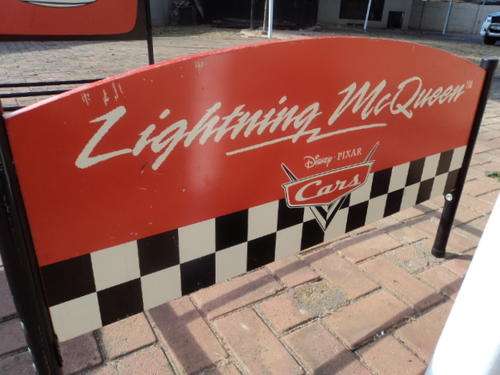 Lightning McQueen™
Disney • PIXAR
Cars